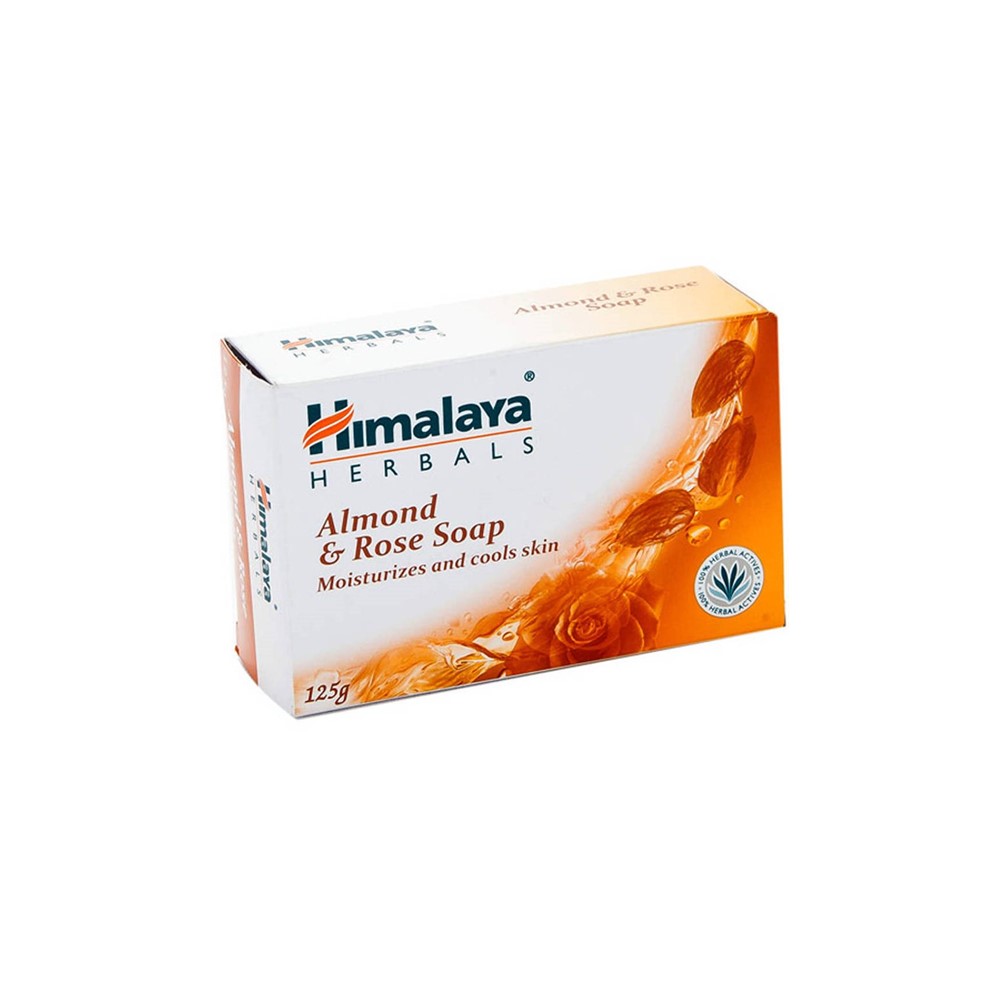 Himalaya
HERBALS
Almond & Rose
Soap
Himalaya®
HERBALS
Almond
& Rose Soap
Moisturizes and cools skin
125g
100% HERBAL ACTIVES
100% HERBAL ACTIVES
Himalaya
HERBALS
Almond & Rose